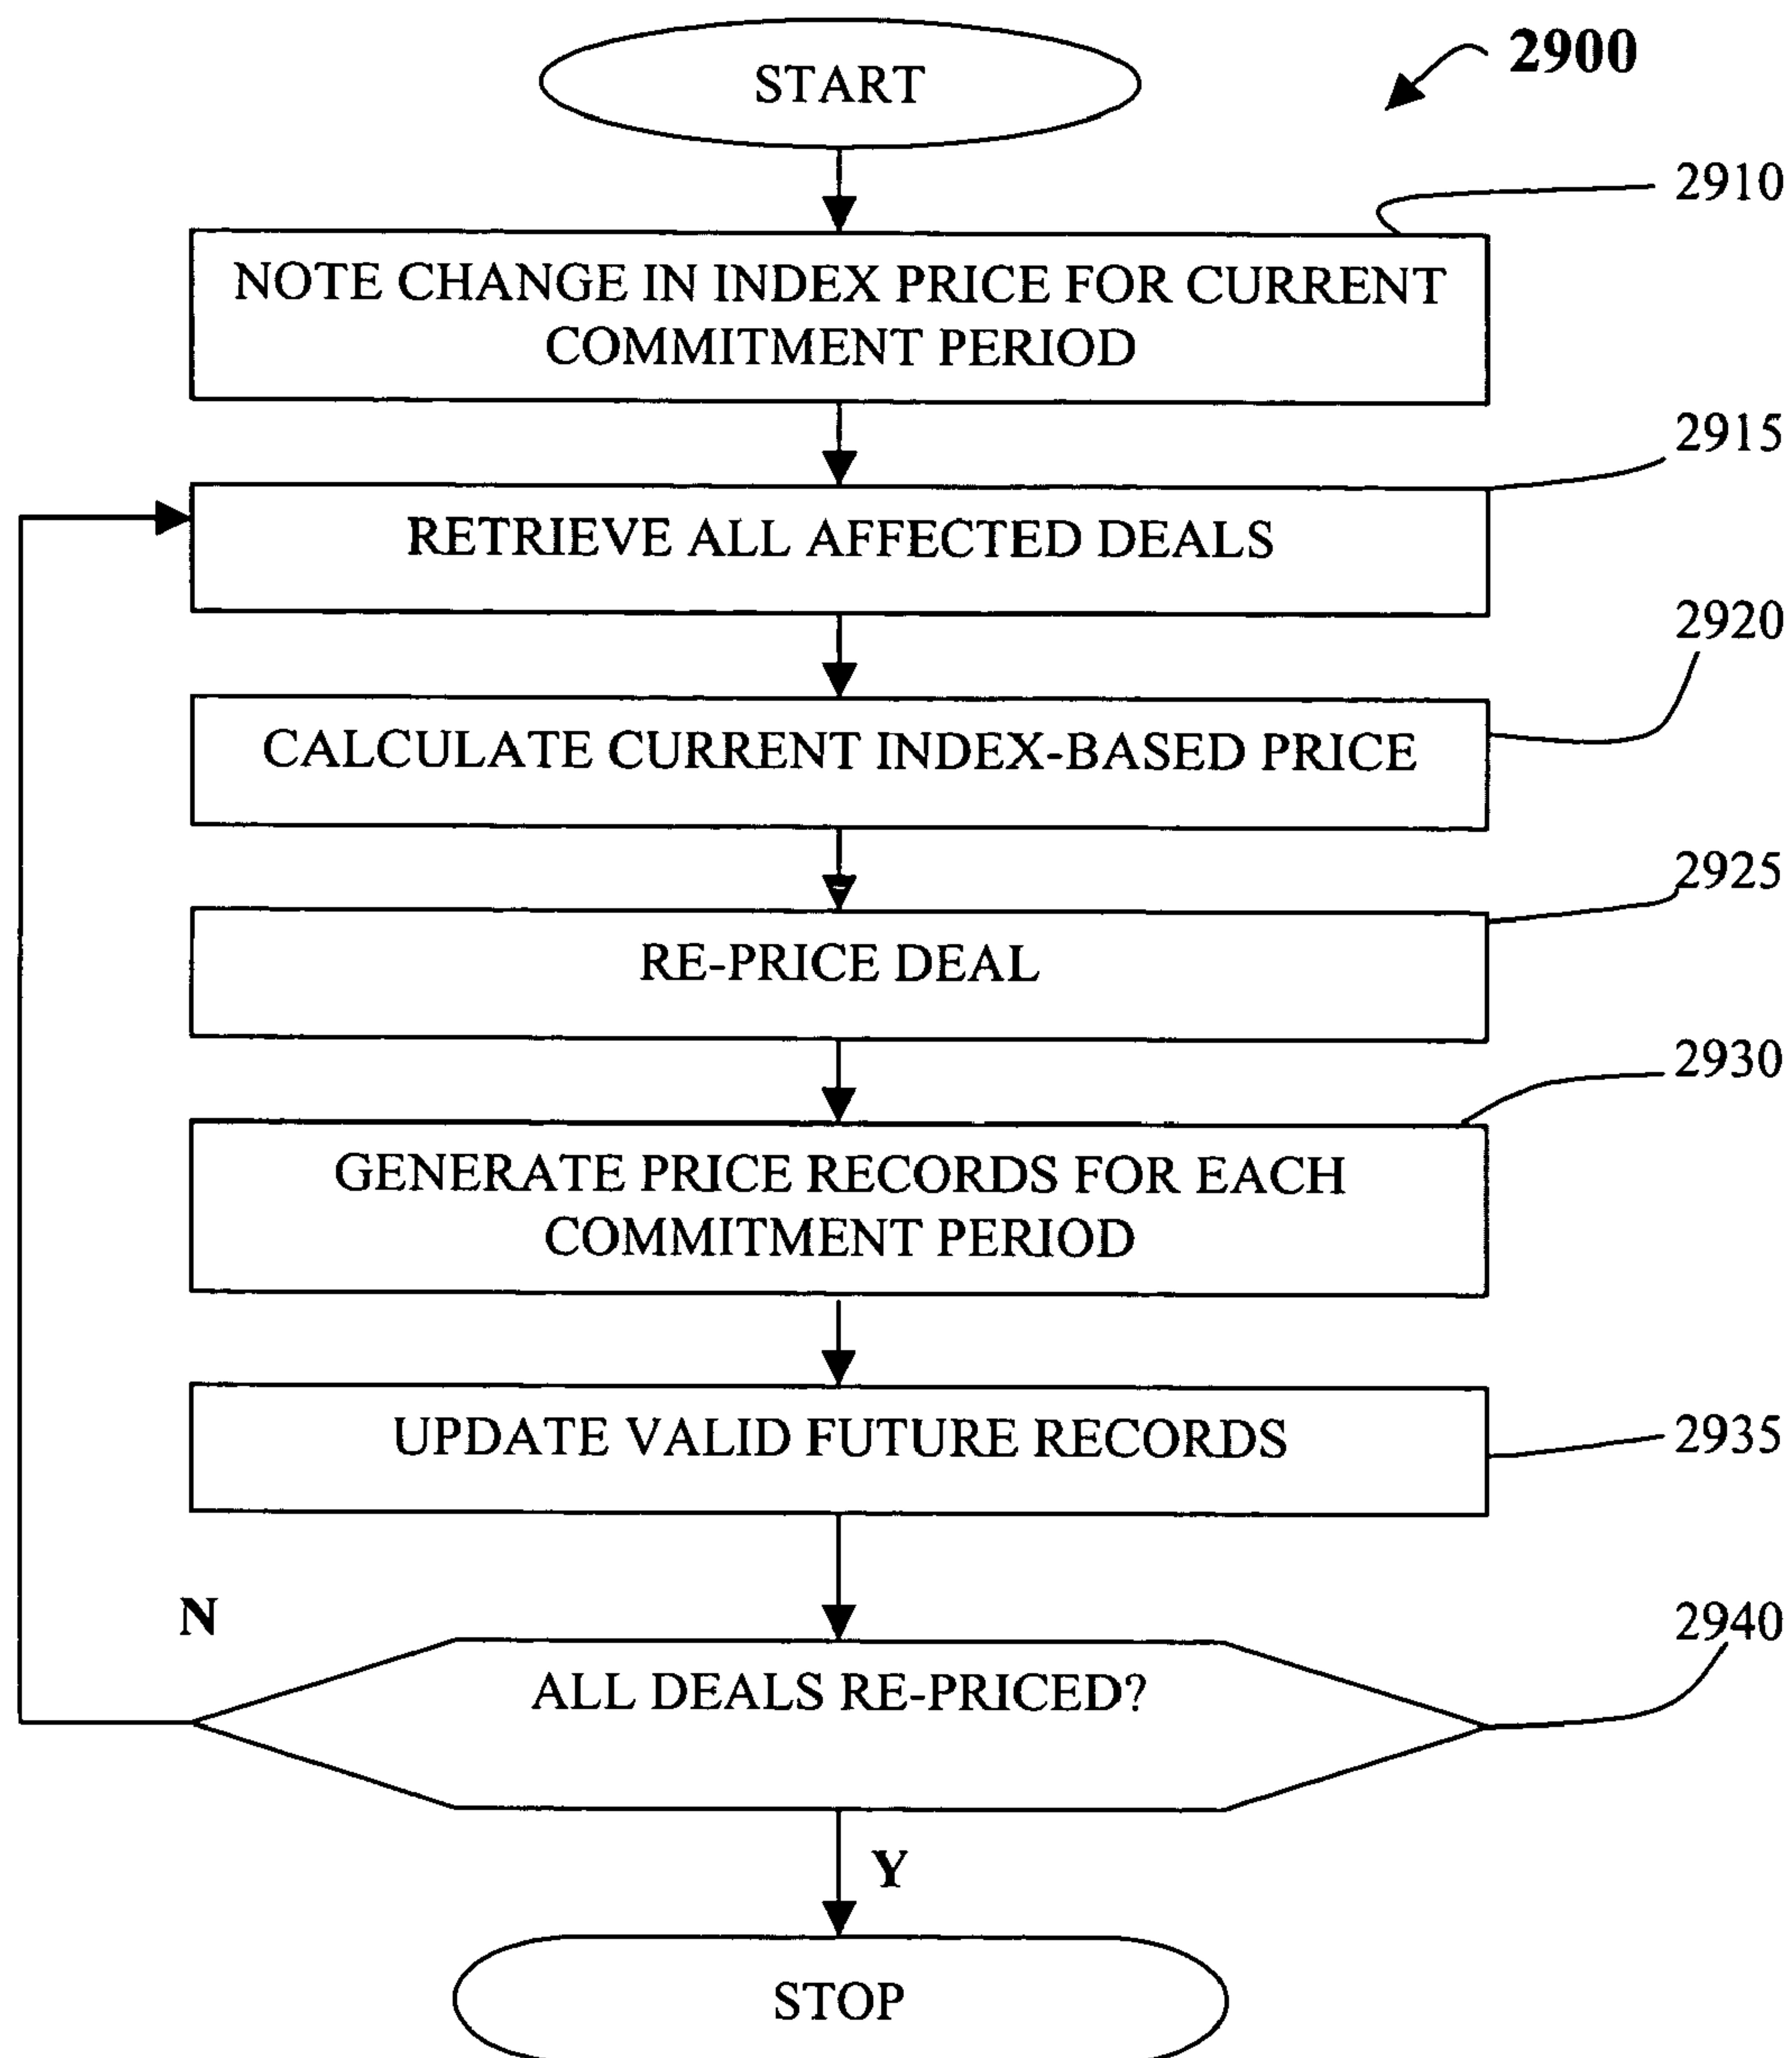 START
2900
2910
NOTE CHANGE IN INDEX PRICE FOR CURRENT
COMMITMENT PERIOD
2915
RETRIEVE ALL AFFECTED DEALS
2920
CALCULATE CURRENT INDEX-BASED PRICE
2925
RE-PRICE DEAL
2930
GENERATE PRICE RECORDS FOR EACH
COMMITMENT PERIOD
UPDATE VALID FUTURE RECORDS
2935
N
2940
ALL DEALS RE-PRICED?
Y
STOP